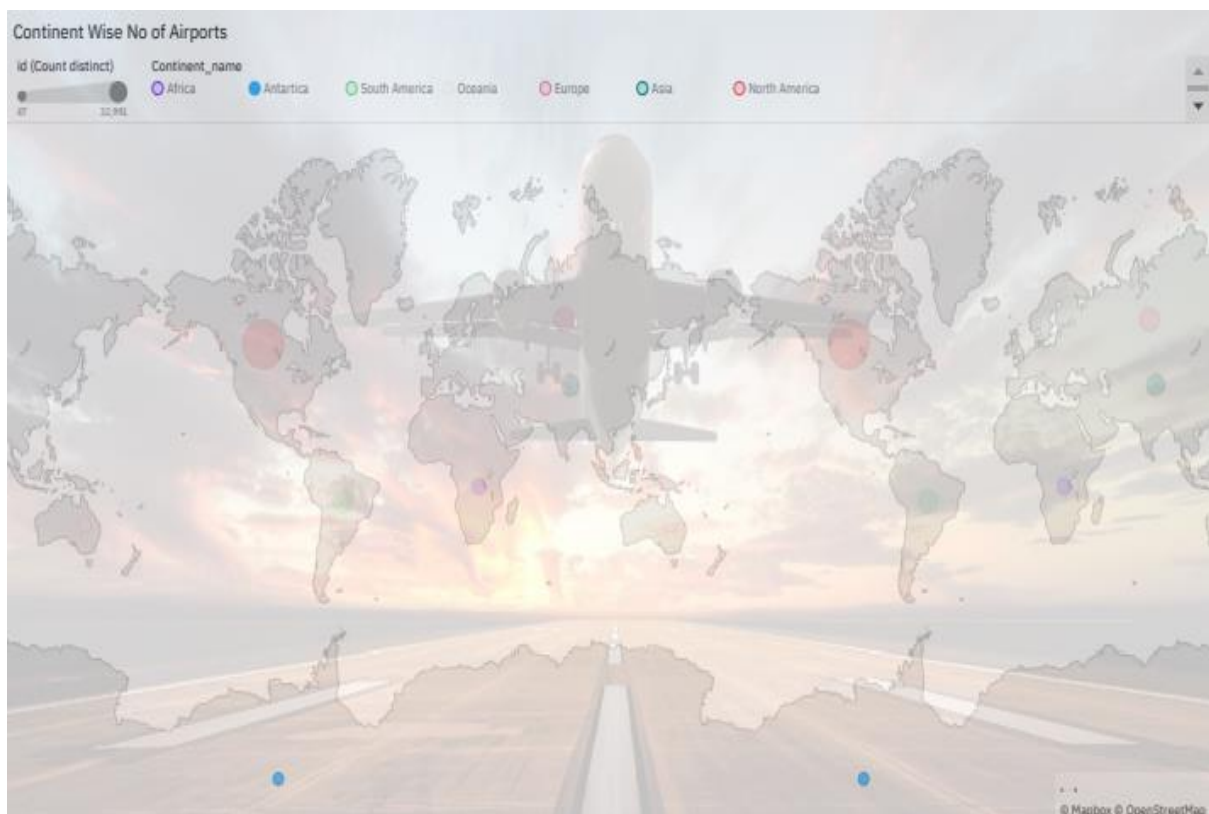 Continent Wise No of Airports
id (Count distinct)
Continent_name
Africa Antartica South America Oceania Europe Asia North America
© Mapbox © OpenStreetMap